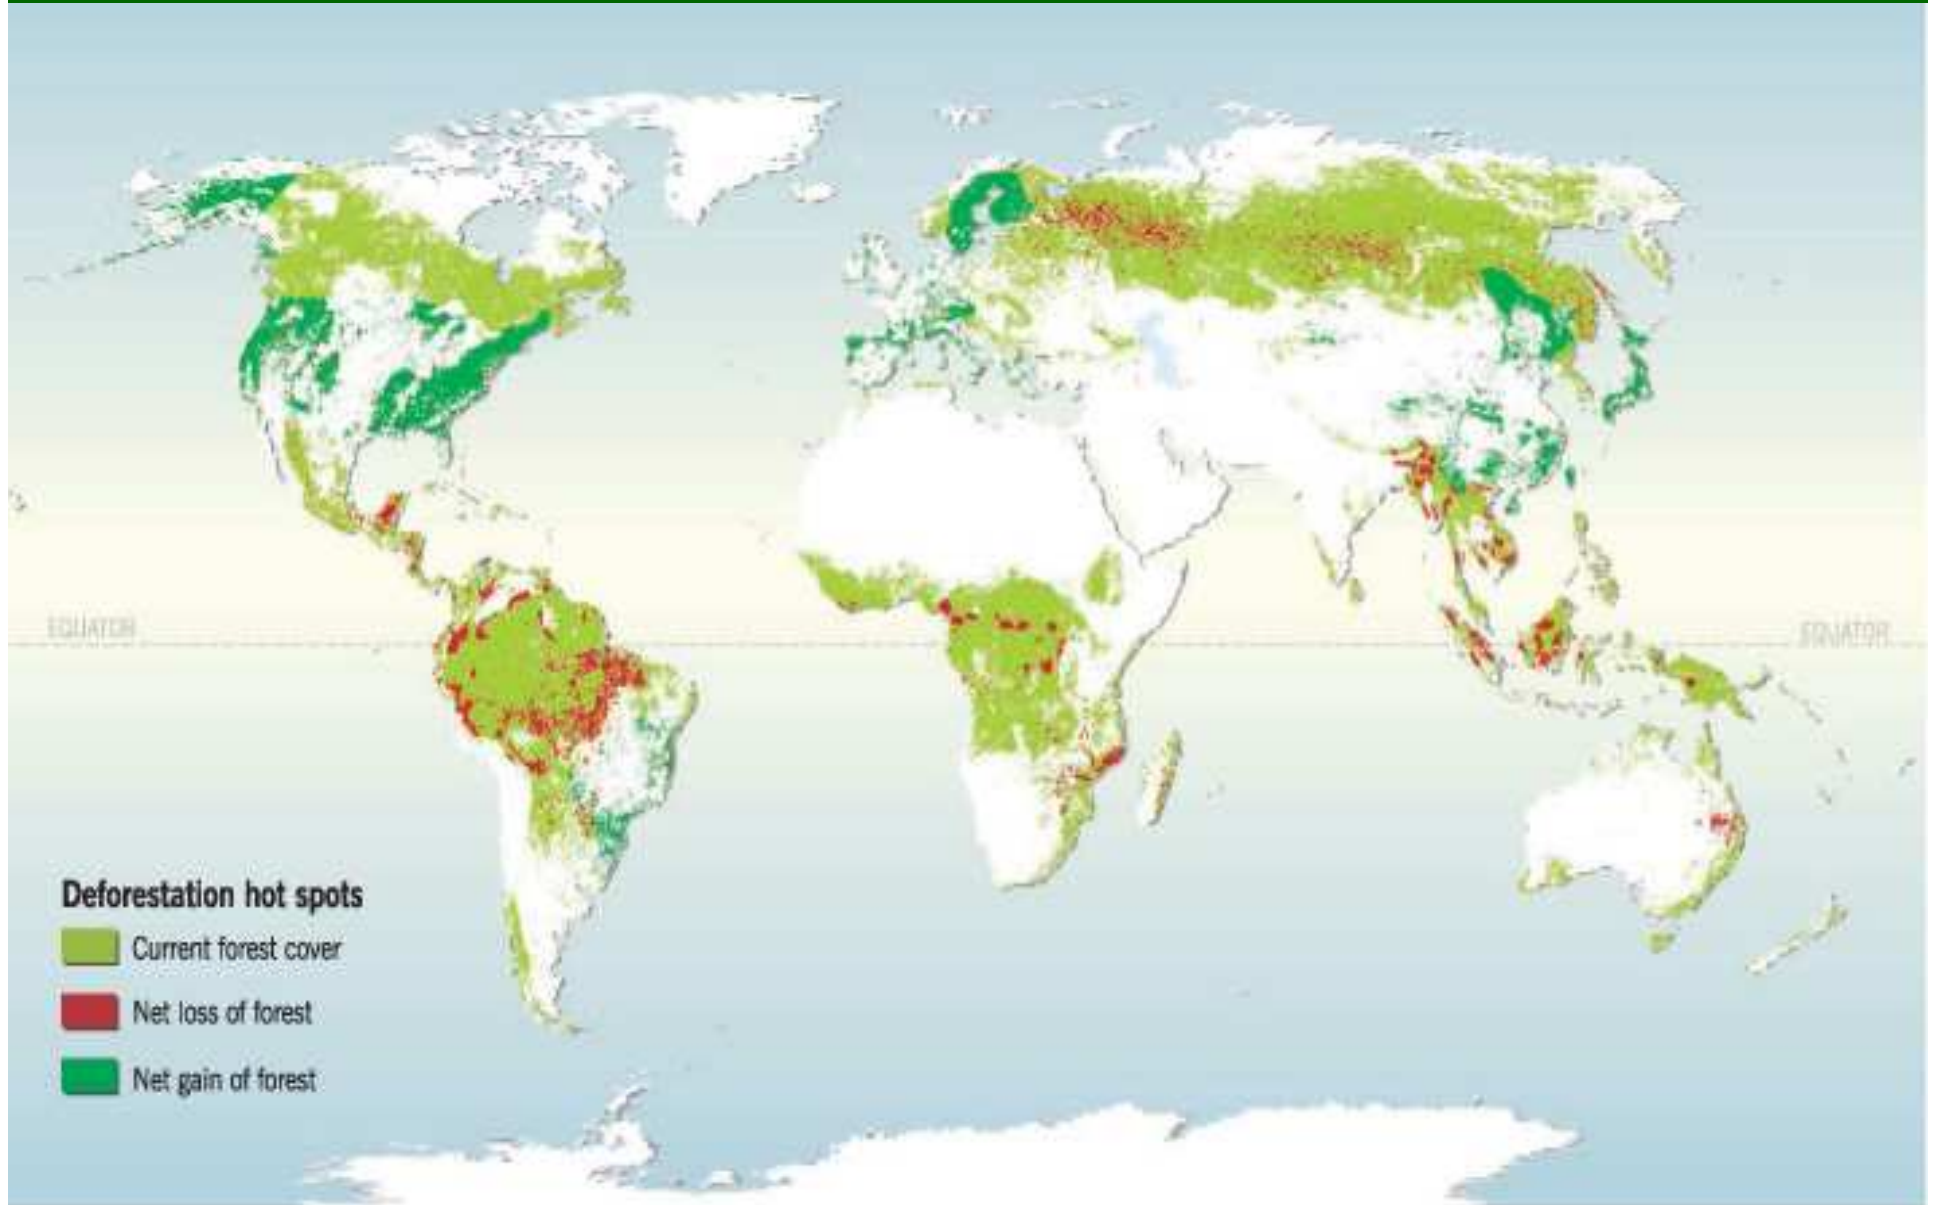 EQUATOR
EQUATOR
Deforestation hot spots
Current forest cover
Net loss of forest
Net gain of forest